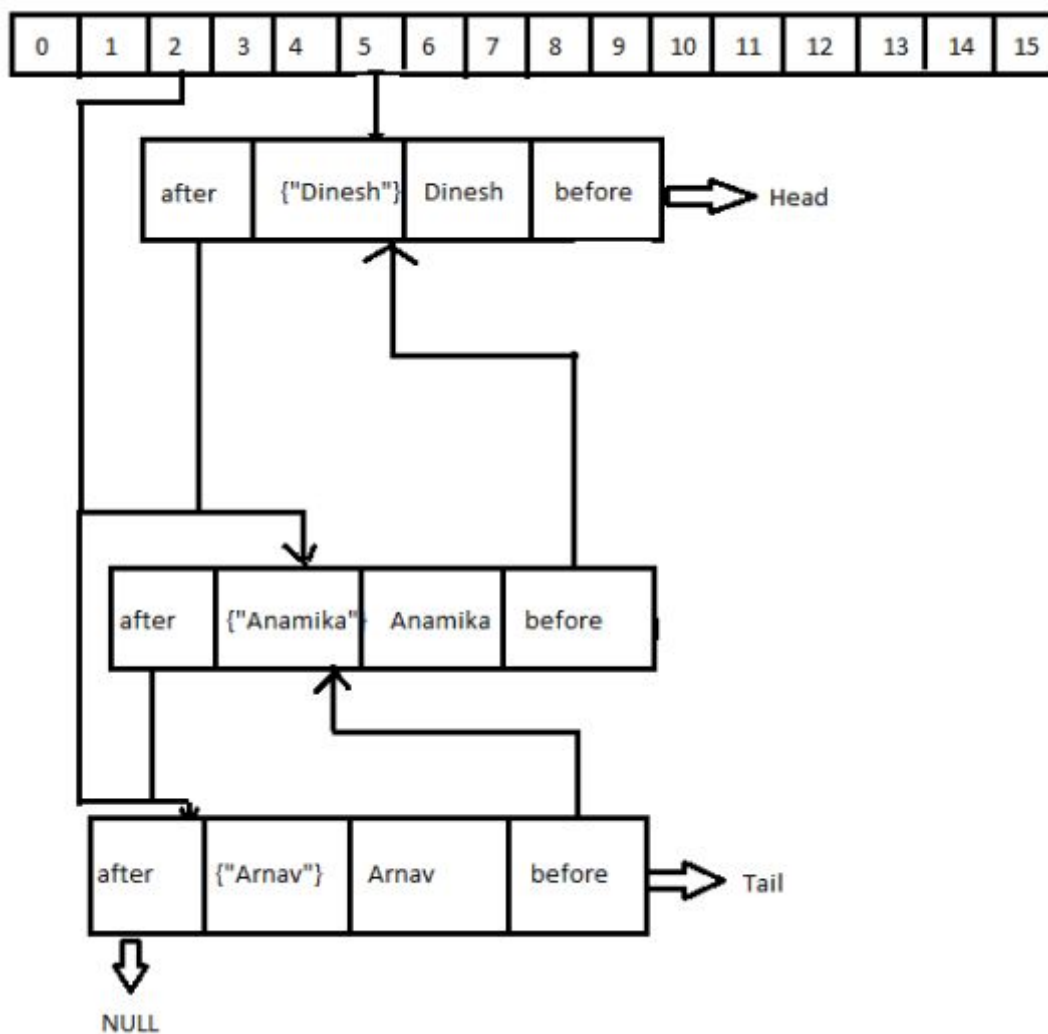 0 1 2 3 4 5 6 7 8 9 10 11 12 13 14 15
after {"Dinesh"} Dinesh before Head
after {"Anamika"} Anamika before
after {"Arnav"} Arnav before Tail
NULL